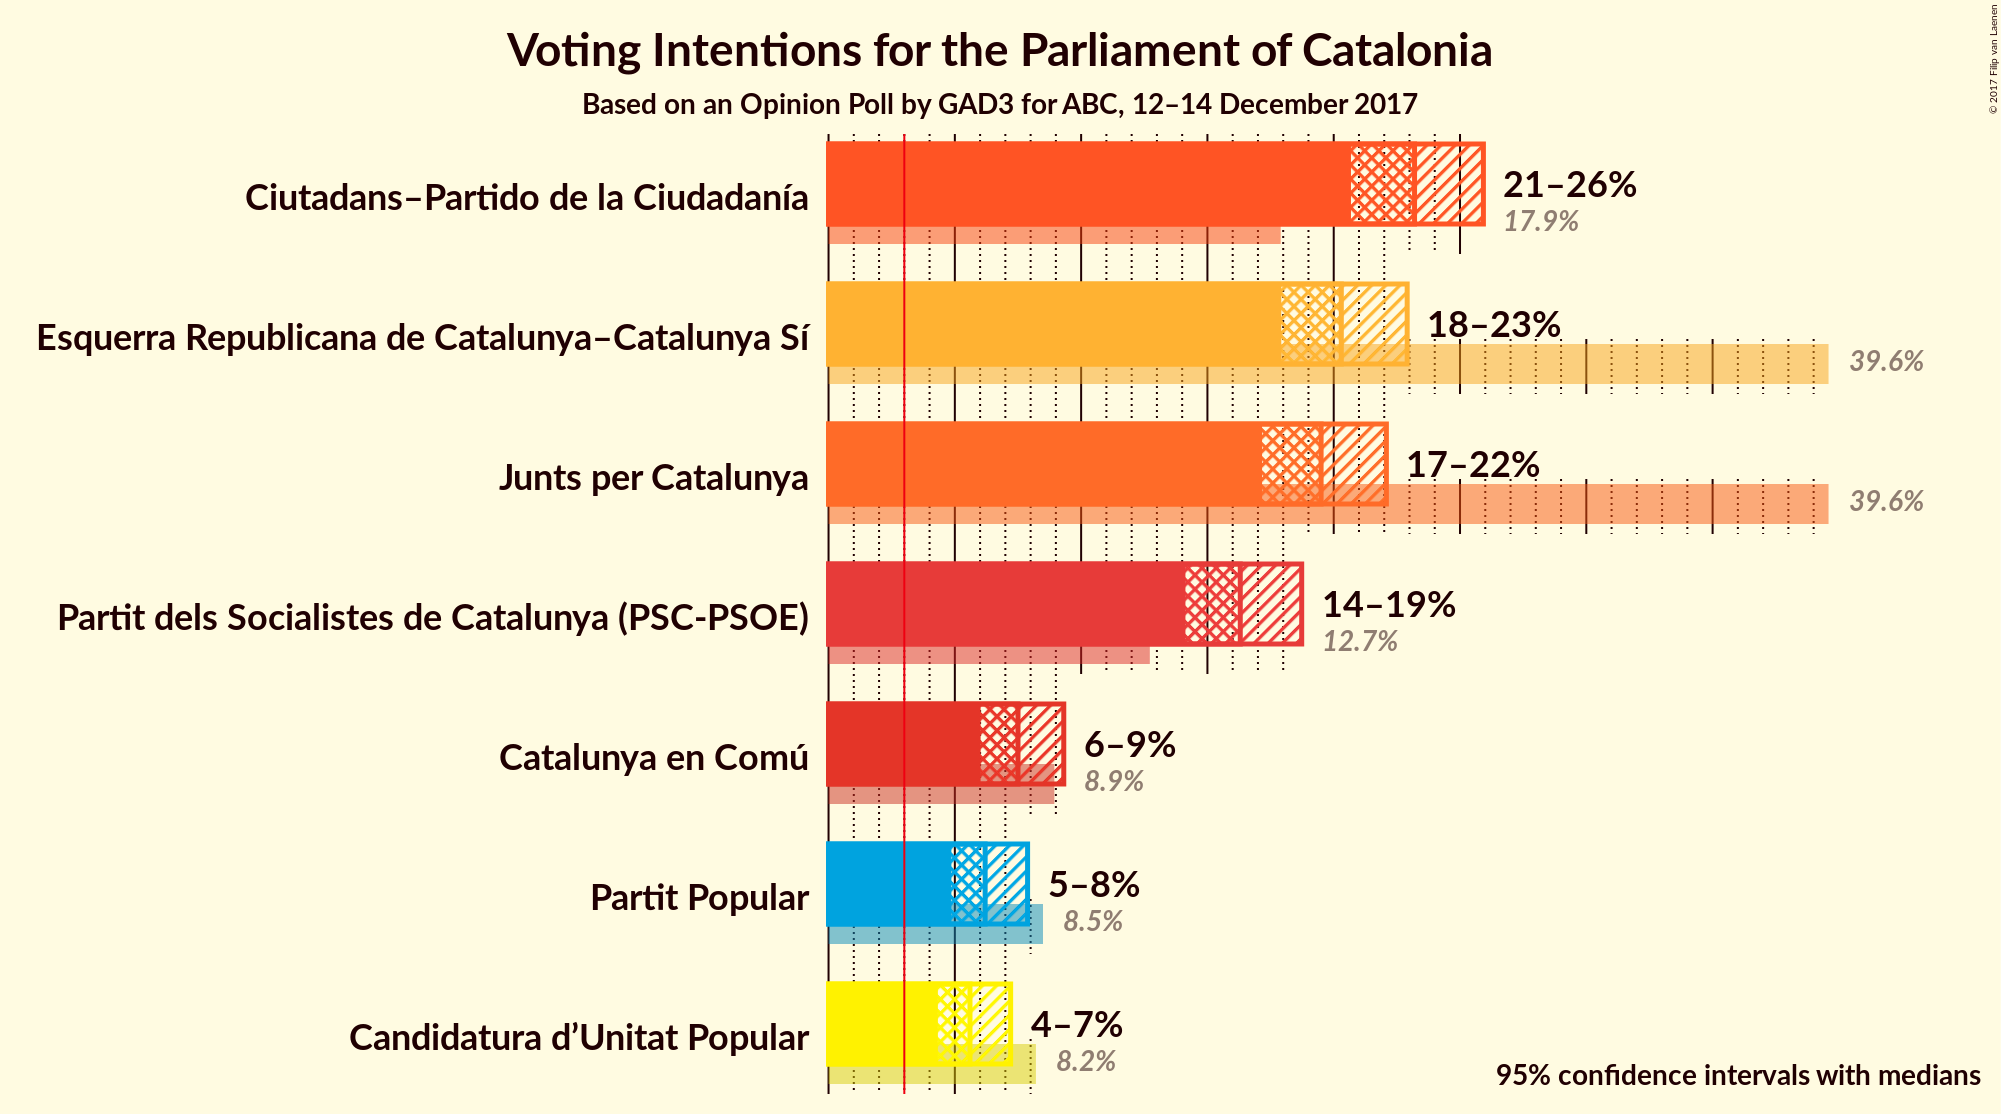 Voting Intentions for the Parliament of Catalonia
Based on an Opinion Poll by GAD3 for ABC, 12–14 December 2017
© 2017 Filip van Laenen
Ciutadans–Partido de la Ciudadanía
21–26%
17.9%
Esquerra Republicana de Catalunya–Catalunya Sí
18–23%
39.6%
Junts per Catalunya
17–22%
39.6%
Partit dels Socialistes de Catalunya (PSC-PSOE)
14–19%
12.7%
Catalunya en Comú
6–9%
8.9%
Partit Popular
5–8%
8.5%
Candidatura d’Unitat Popular
4–7%
8.2%
95% confidence intervals with medians